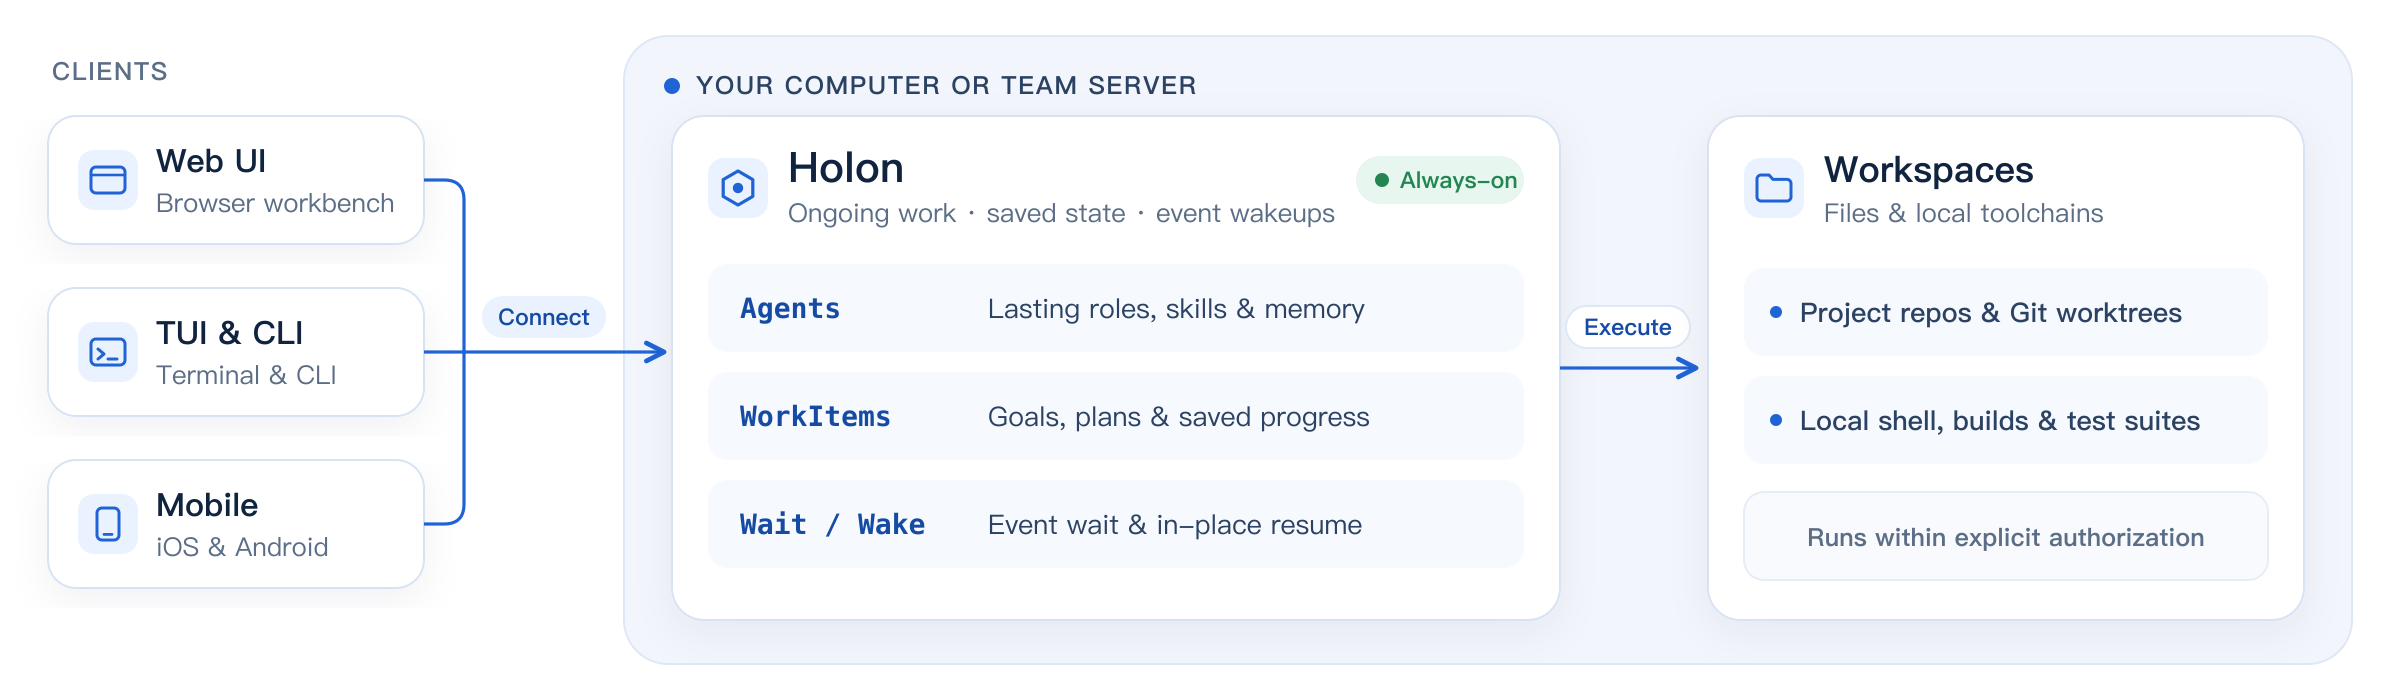 CLIENTS
Web UI
Browser workbench
TUI & CLI
Terminal & CLI
Mobile
iOS & Android
Connect
YOUR COMPUTER OR TEAM SERVER
Holon
Always-on
Ongoing work · saved state · event wakeups
Agents Lasting roles, skills & memory
WorkItems Goals, plans & saved progress
Wait / Wake Event wait & in-place resume
Execute
Workspaces
Files & local toolchains
Project repos & Git worktrees
Local shell, builds & test suites
Runs within explicit authorization